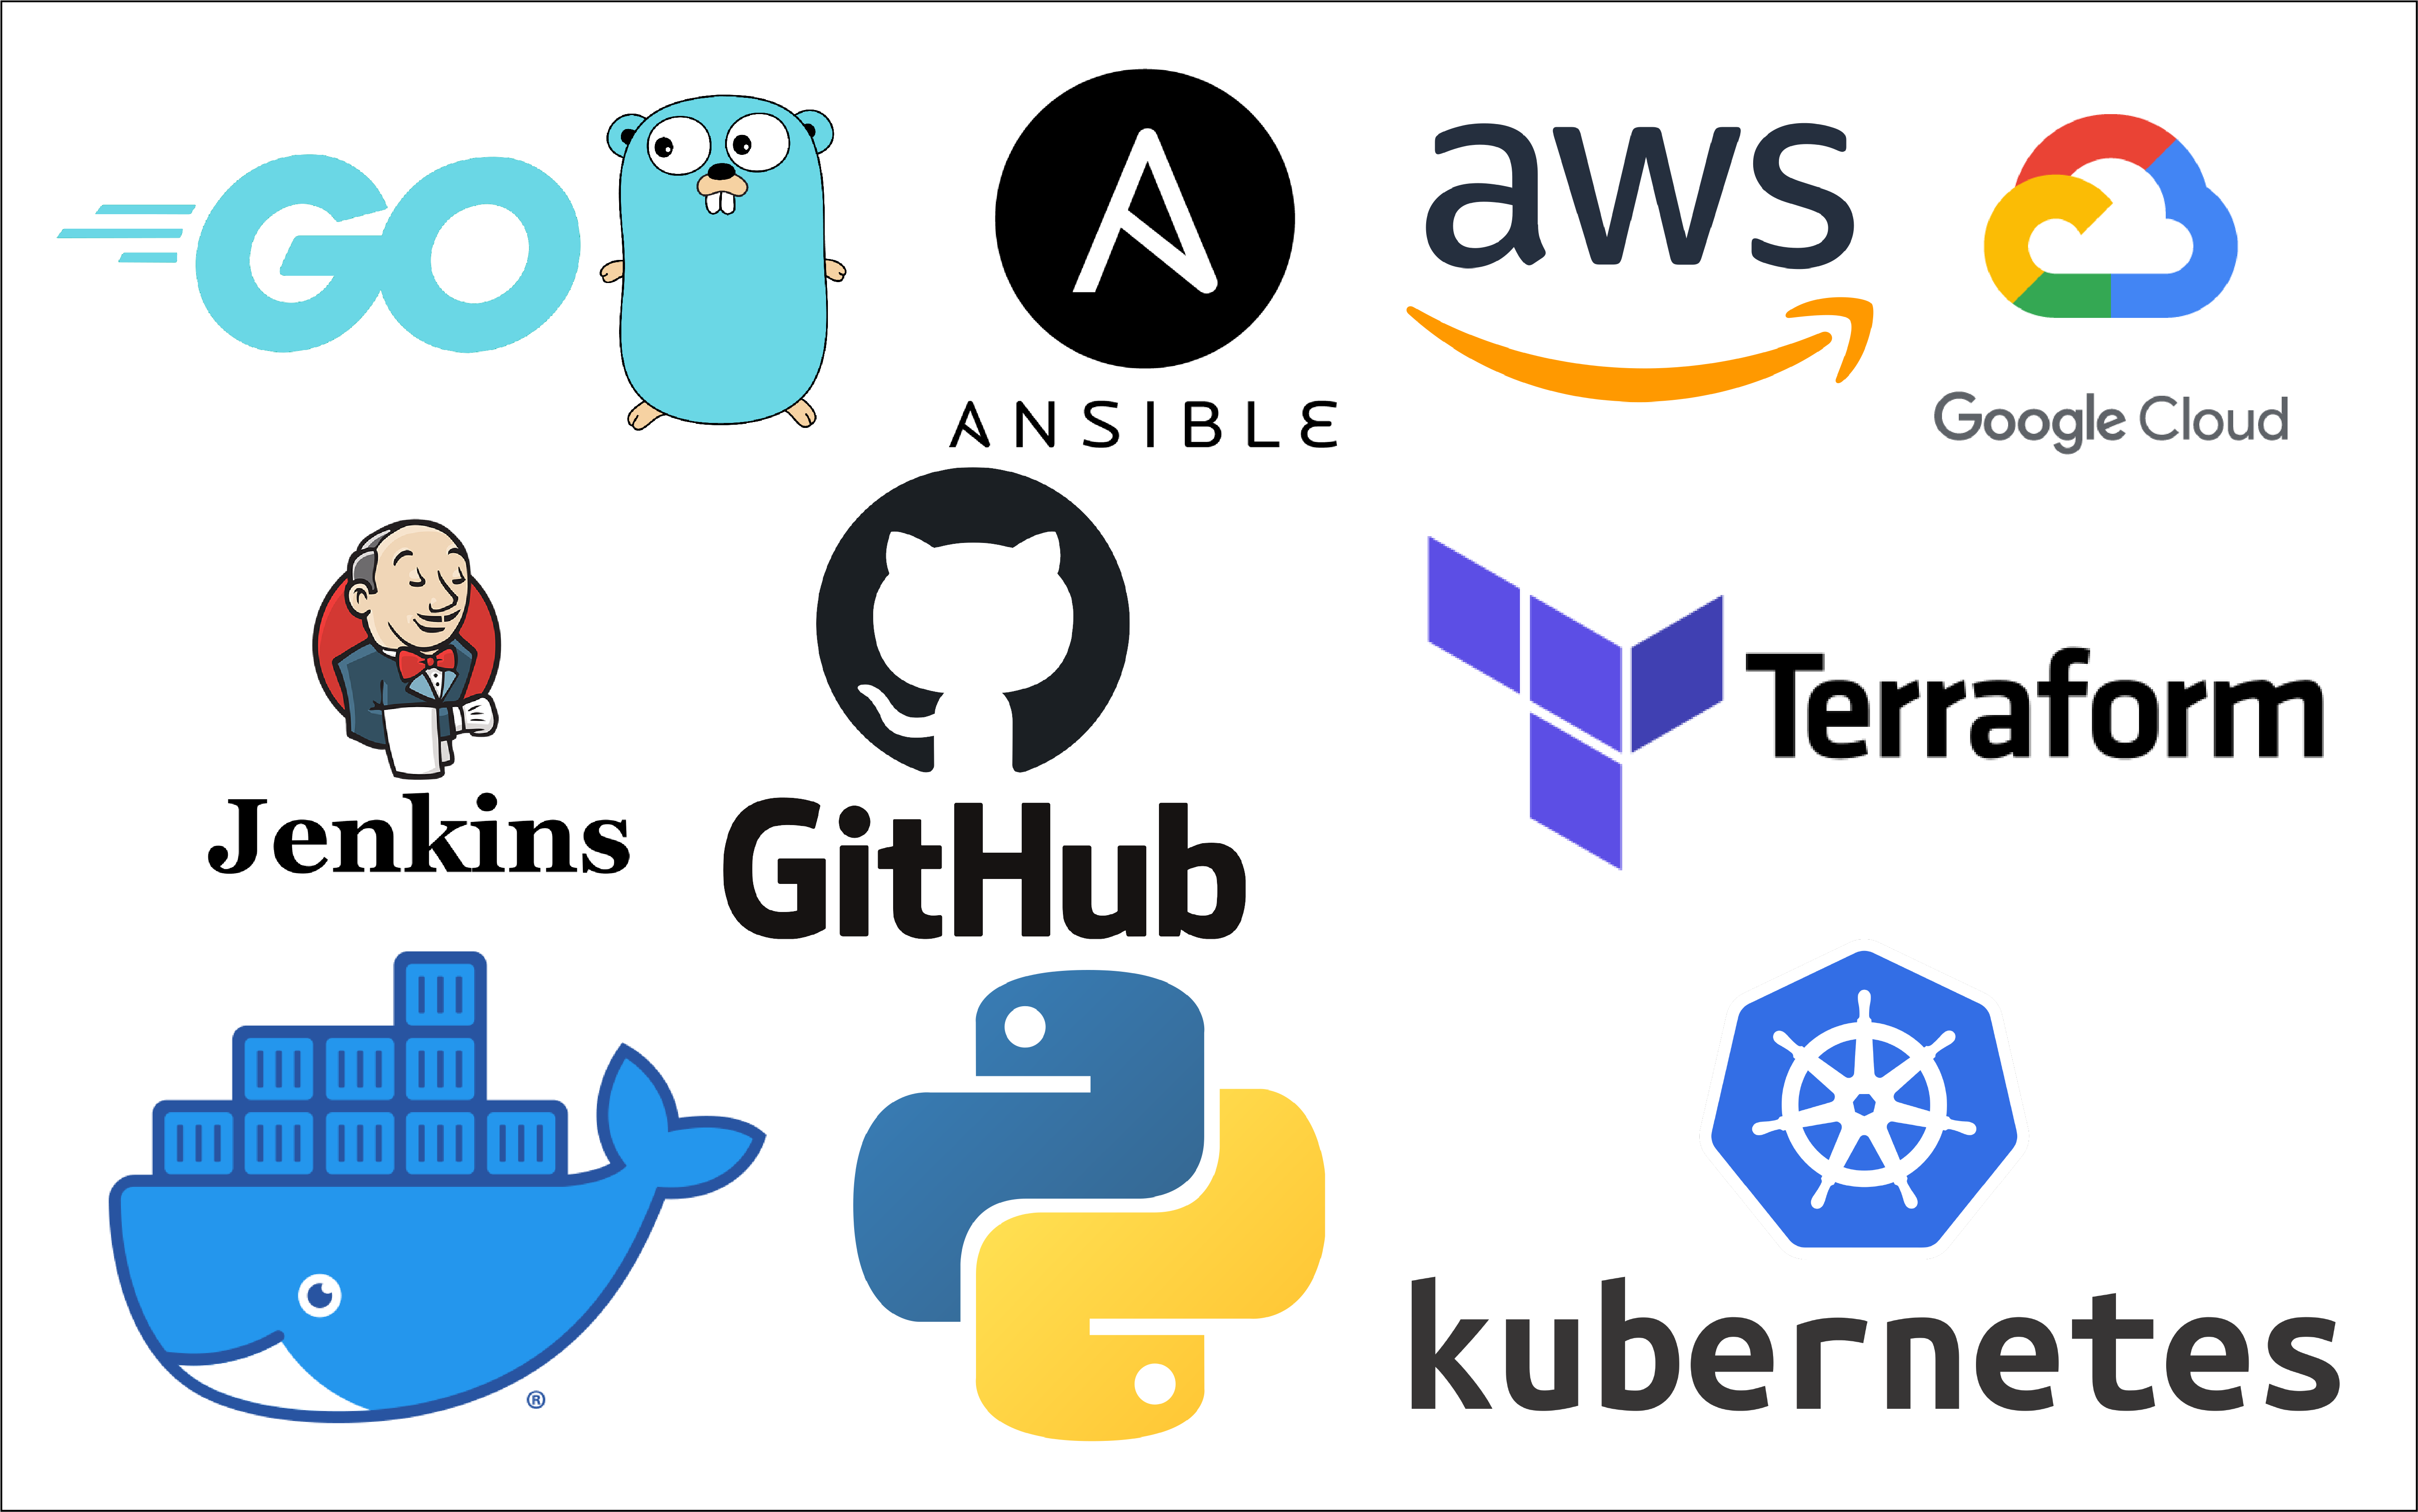 GO
aws
ANSIBLE
Google Cloud
Jenkins
GitHub
Terraform
®
kubernetes